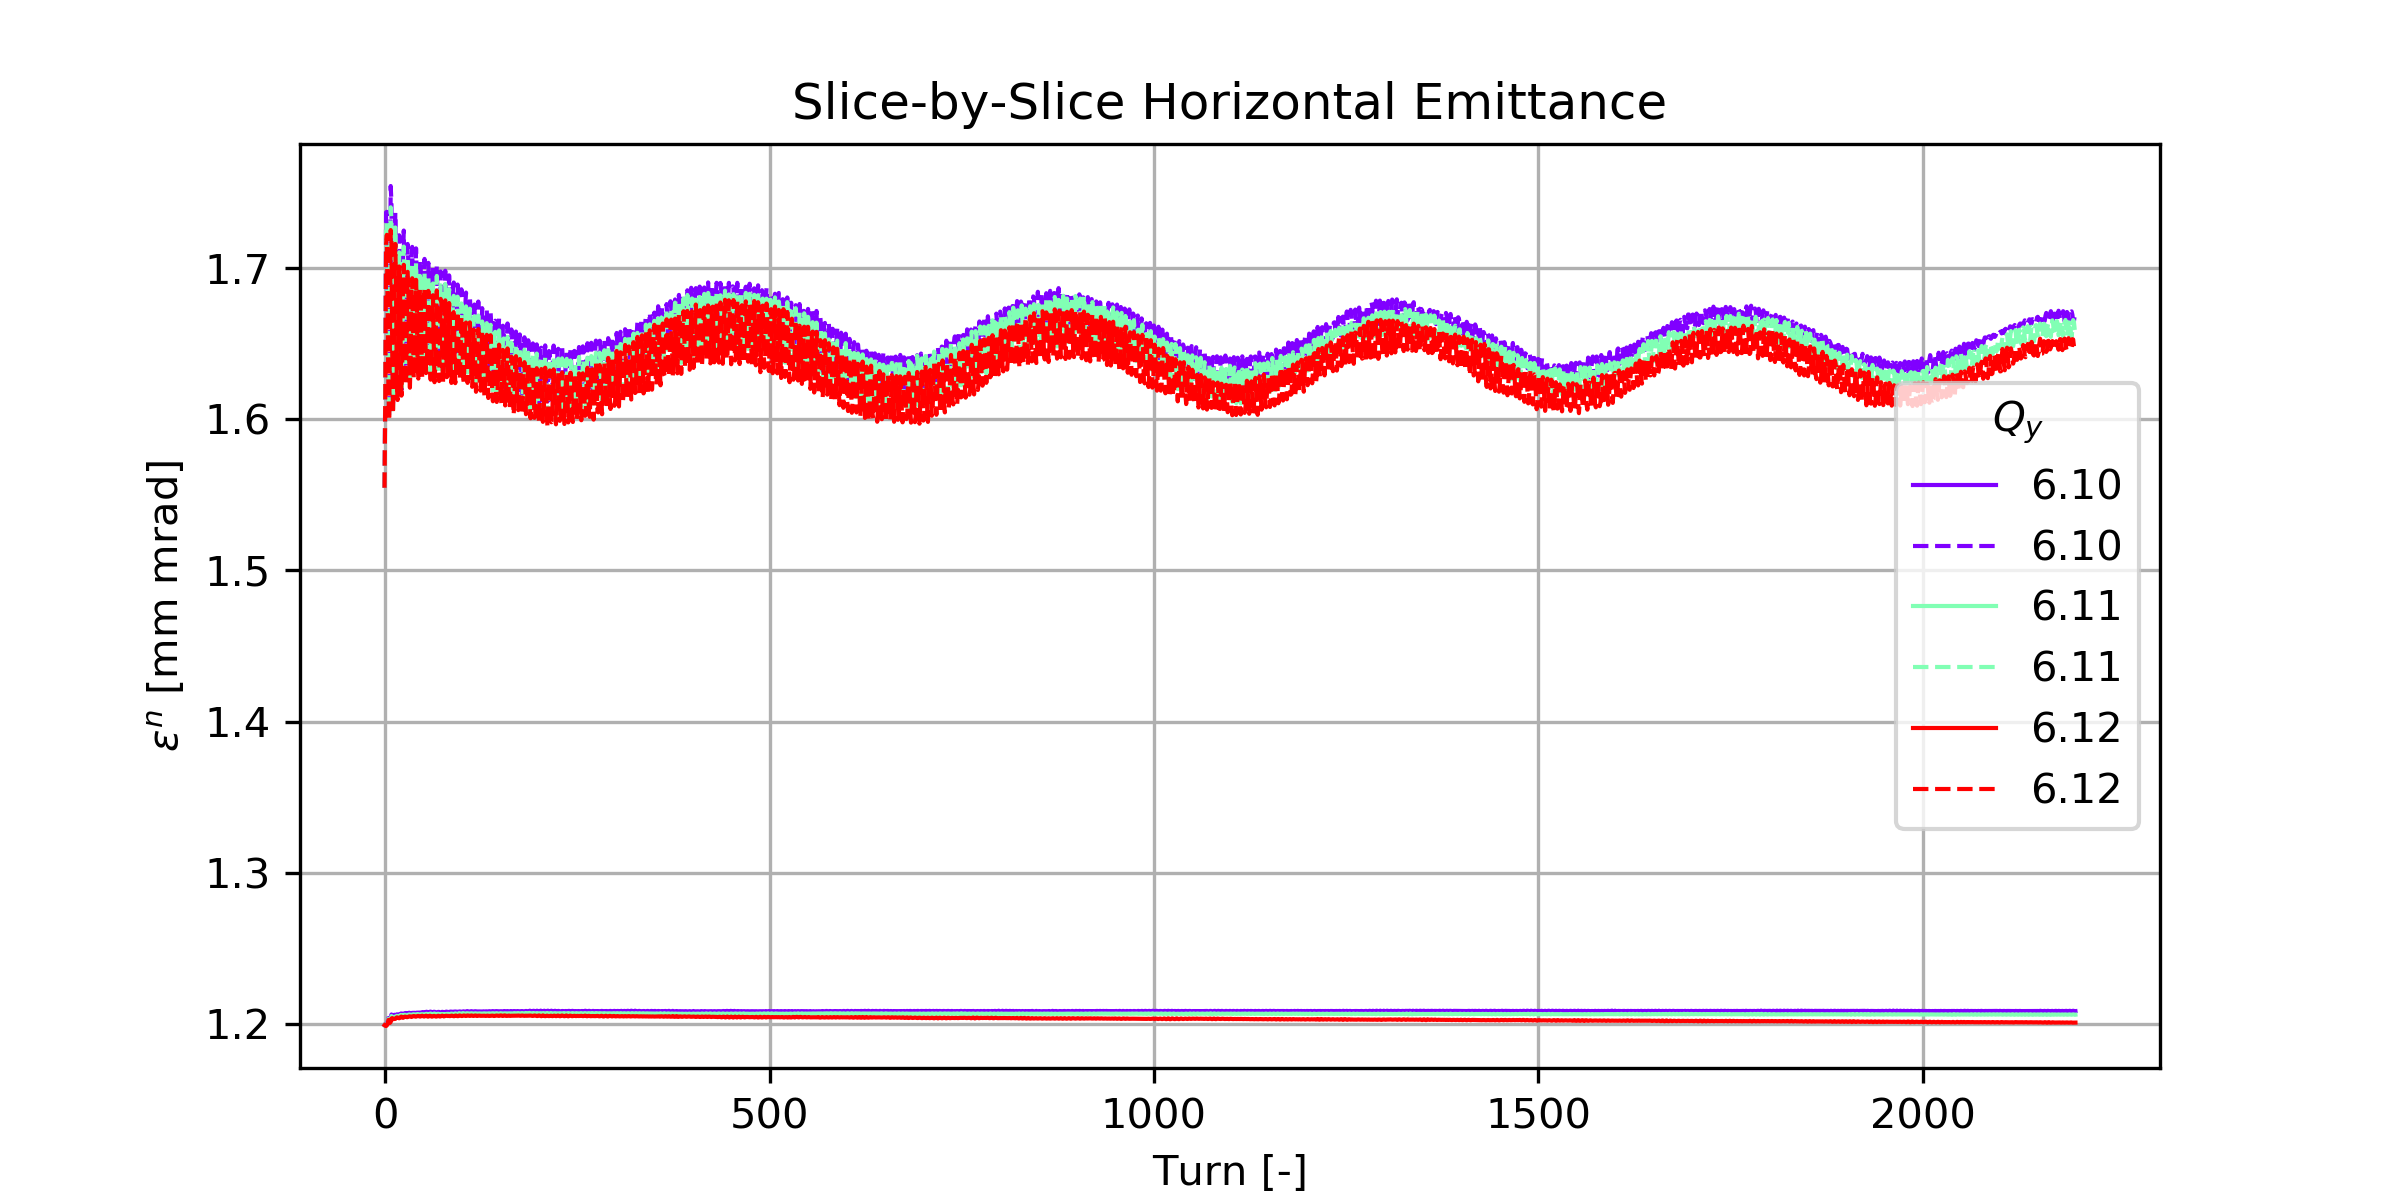 Slice-by-Slice Horizontal Emittance
εⁿ [mm mrad]
1.7
1.6
1.5
1.4
1.3
1.2
Q_y
6.10
6.10
6.11
6.11
6.12
6.12
0 500 1000 1500 2000
Turn [-]